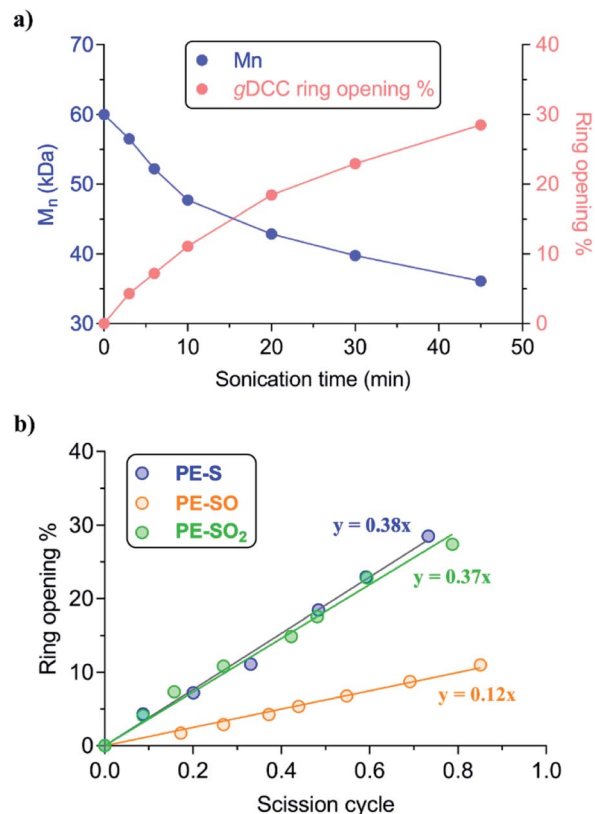 a)
70
60
50
40
30
Mn (kDa)
Mn
gDCC ring opening %
40
30
20
10
0
Ring opening %
0
10
20
30
40
50
Sonication time (min)
b)
40
30
20
10
0
Ring opening %
PE-S
PE-SO
PE-SO2
y = 0.38x
y = 0.37x
y = 0.12x
0.0
0.2
0.4
0.6
0.8
1.0
Scission cycle